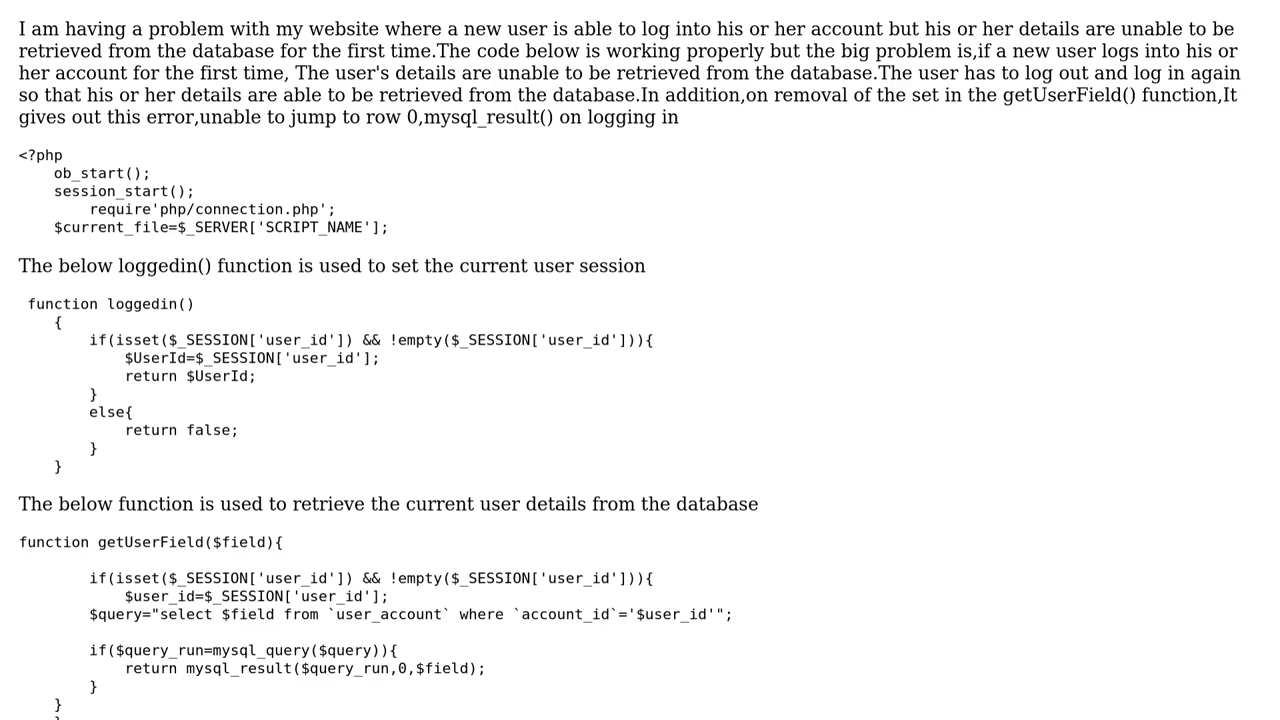 I am having a problem with my website where a new user is able to log into his or her account but his or her details are unable to be
retrieved from the database for the first time.The code below is working properly but the big problem is,if a new user logs into his or
her account for the first time, The user's details are unable to be retrieved from the database.The user has to log out and log in again
so that his or her details are able to be retrieved from the database.In addition,on removal of the set in the getUserField() function,It
gives out this error,unable to jump to row 0,mysql_result() on logging in
<?php
    ob_start();
    session_start();
        require'php/connection.php';
    $current_file=$_SERVER['SCRIPT_NAME'];
The below loggedin() function is used to set the current user session
 function loggedin()
    {
        if(isset($_SESSION['user_id']) && !empty($_SESSION['user_id'])){
            $UserId=$_SESSION['user_id'];
            return $UserId;
        }
        else{
            return false;
        }
    }
The below function is used to retrieve the current user details from the database
function getUserField($field){
        if(isset($_SESSION['user_id']) && !empty($_SESSION['user_id'])){
            $user_id=$_SESSION['user_id'];
        $query="select $field from `user_account` where `account_id`='$user_id'";
        if($query_run=mysql_query($query)){
            return mysql_result($query_run,0,$field);
        }
    }